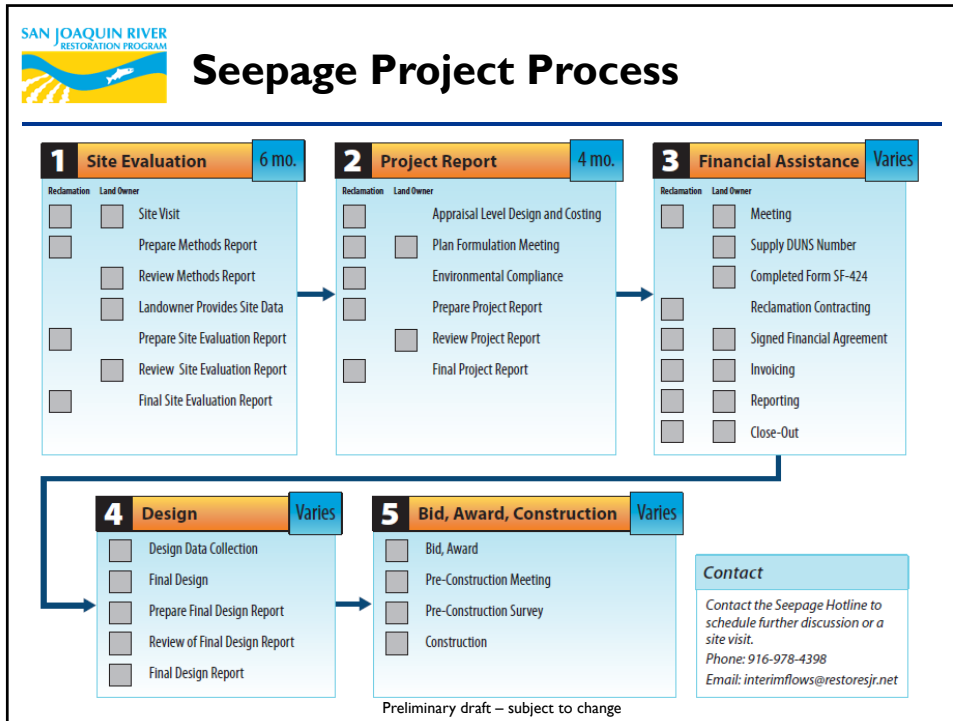 SAN JOAQUIN RIVER
RESTORATION PROGRAM
Seepage Project Process
1 Site Evaluation 6 mo.
Reclamation Land Owner
Site Visit
Prepare Methods Report
Review Methods Report
Landowner Provides Site Data
Prepare Site Evaluation Report
Review Site Evaluation Report
Final Site Evaluation Report
2 Project Report 4 mo.
Reclamation Land Owner
Appraisal Level Design and Costing
Plan Formulation Meeting
Environmental Compliance
Prepare Project Report
Review Project Report
Final Project Report
3 Financial Assistance Varies
Reclamation Land Owner
Meeting
Supply DUNS Number
Completed Form SF-424
Reclamation Contracting
Signed Financial Agreement
Invoicing
Reporting
Close-Out
4 Design Varies
Design Data Collection
Final Design
Prepare Final Design Report
Review of Final Design Report
Final Design Report
5 Bid, Award, Construction Varies
Bid, Award
Pre-Construction Meeting
Pre-Construction Survey
Construction
Contact
Contact the Seepage Hotline to
schedule further discussion or a
site visit.
Phone: 916-978-4398
Email: interimflows@restoresjr.net
Preliminary draft – subject to change